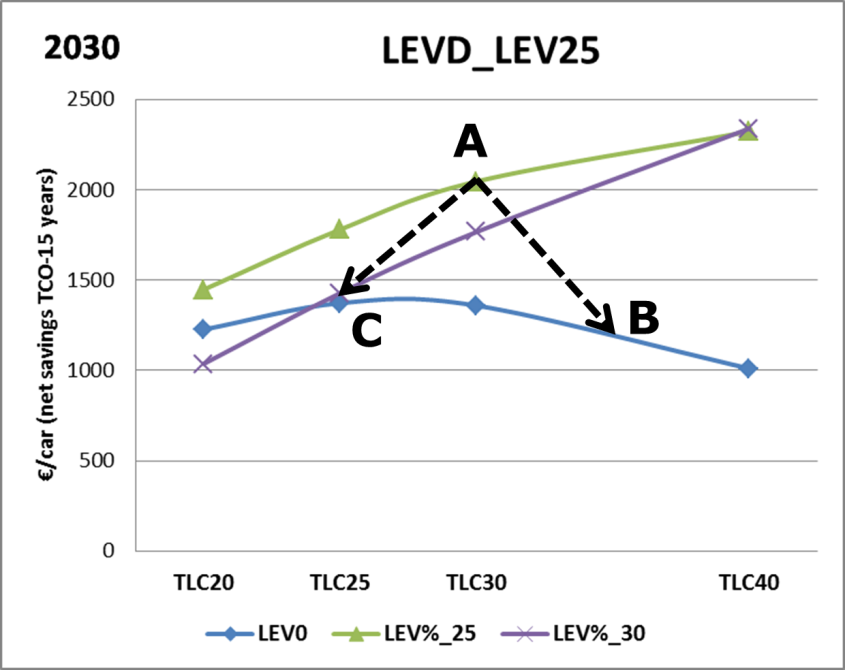 2030
LEVD_LEV25
€/car (net savings TCO-15 years)
2500
2000
1500
1000
500
0
A
B
C
TLC20 TLC25 TLC30 TLC40
LEV0 LEV%_25 LEV%_30